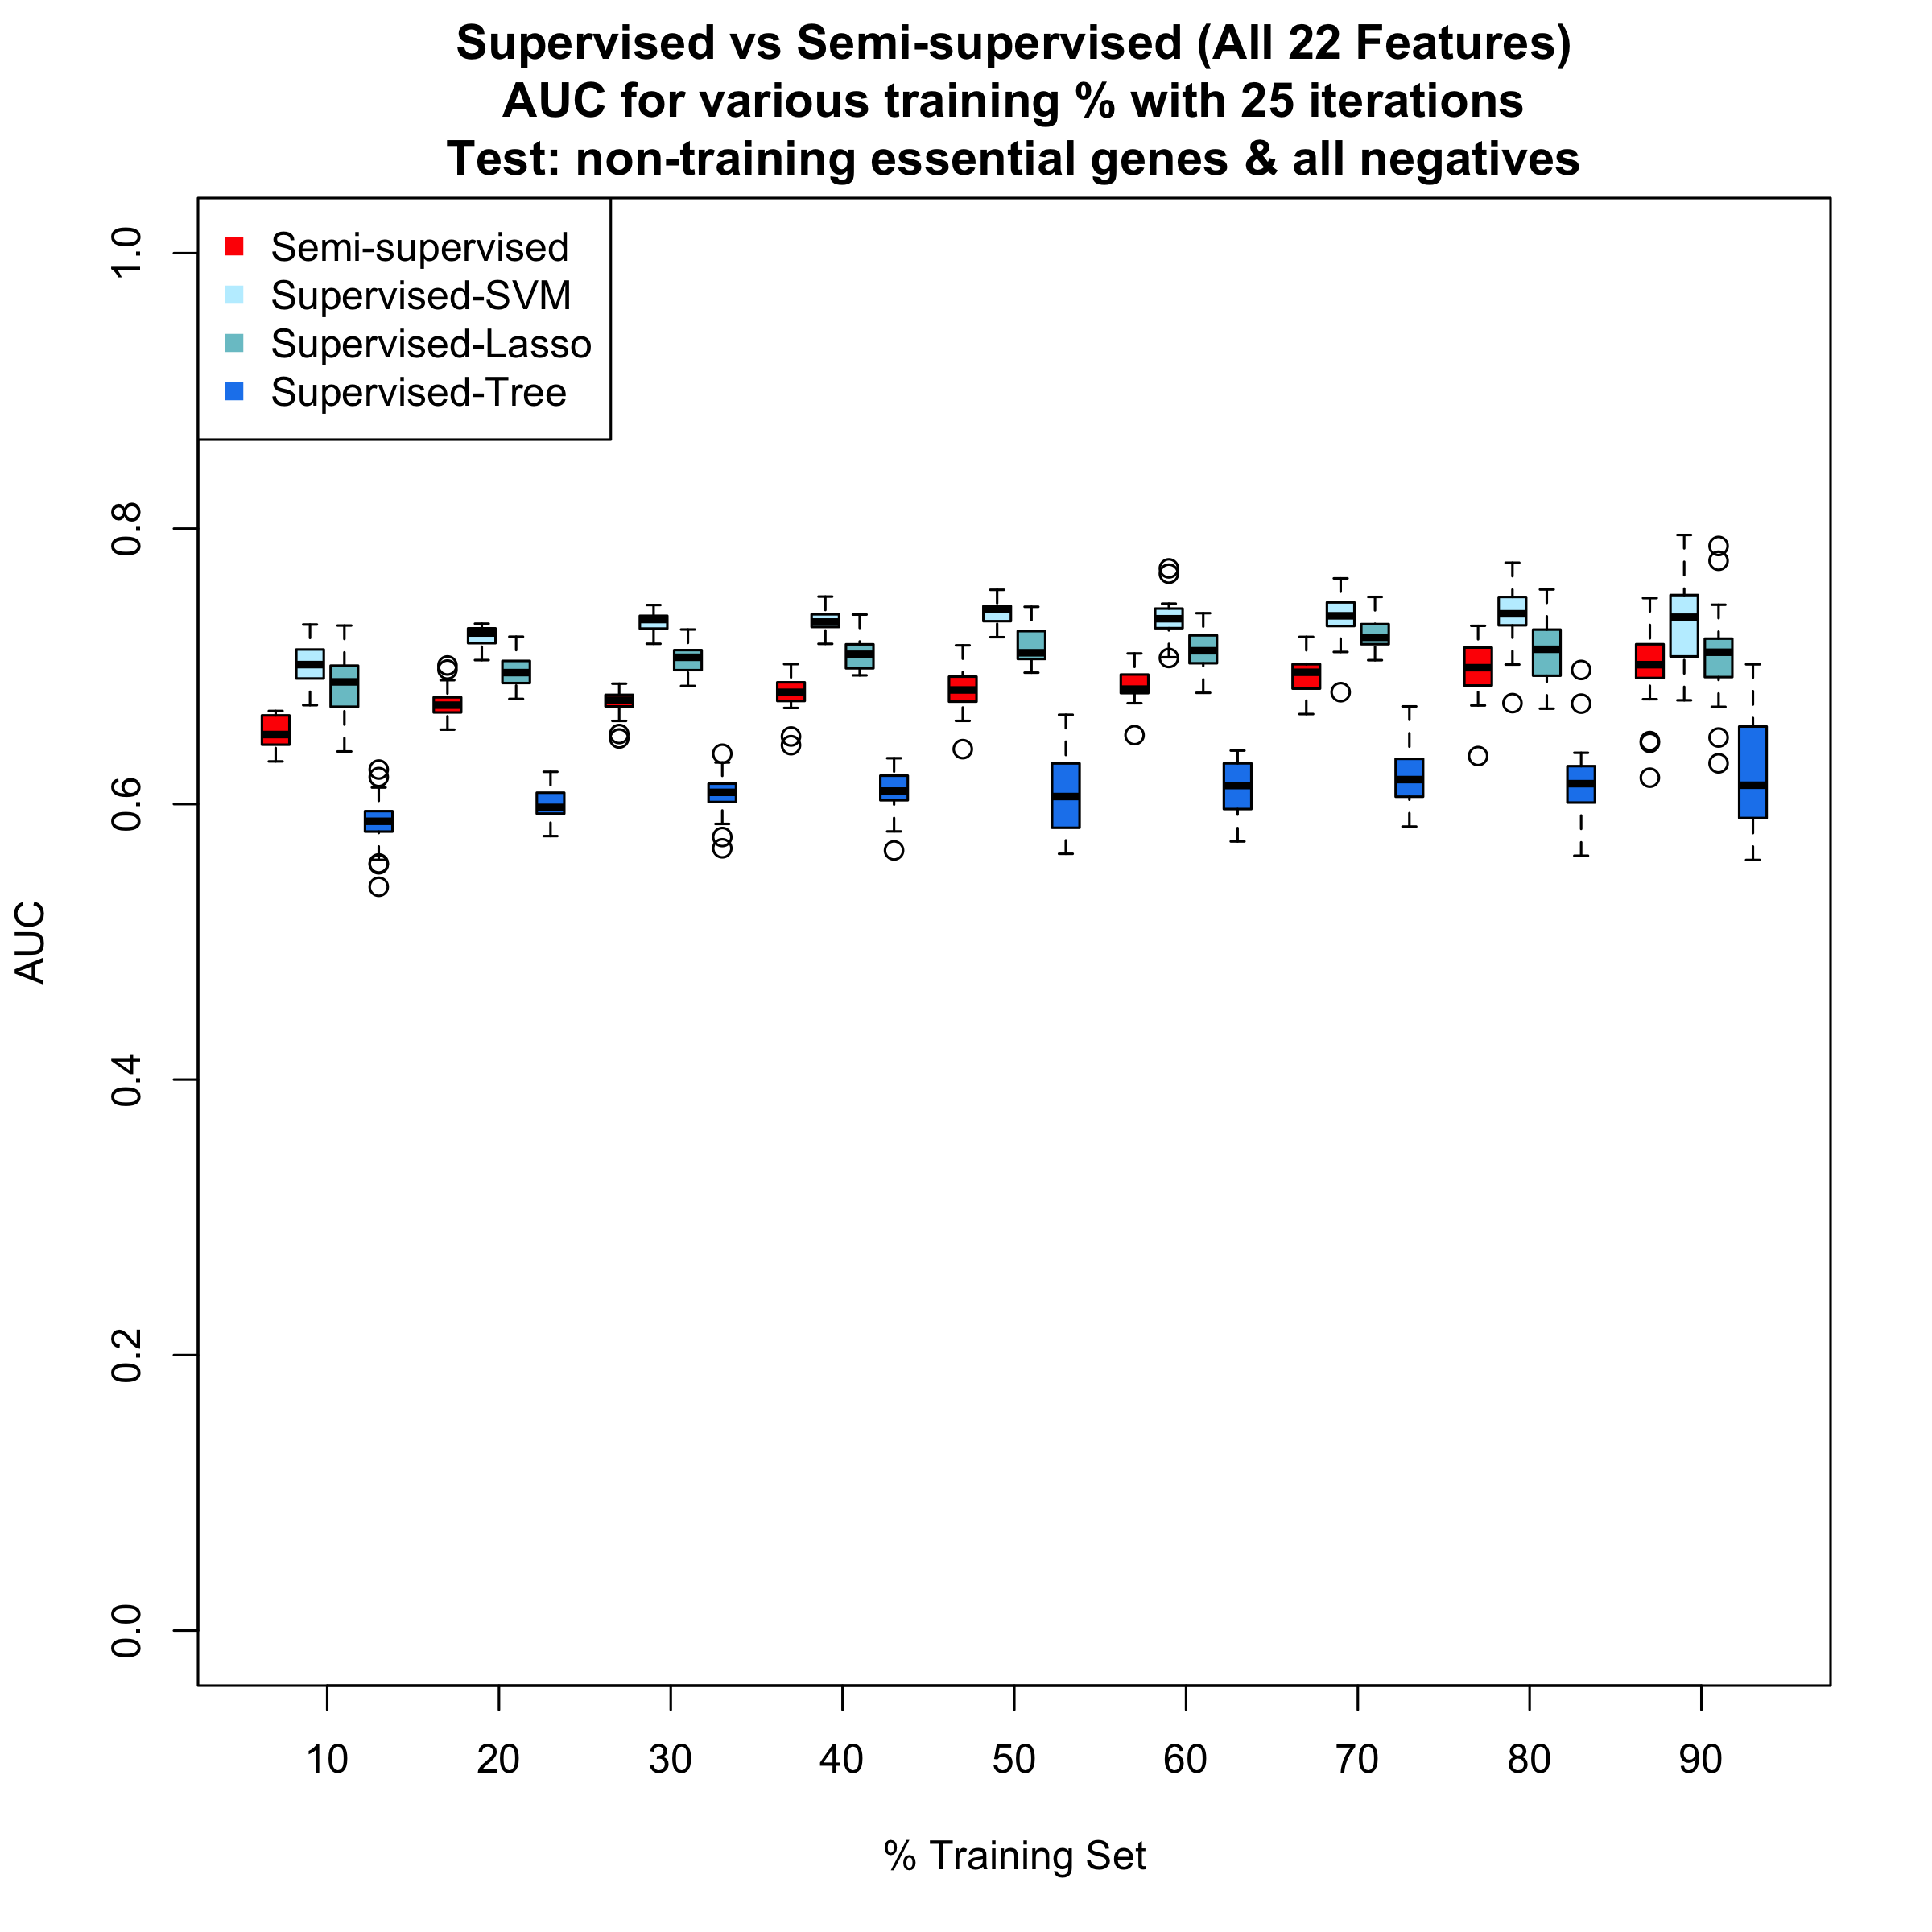 Supervised vs Semi-supervised (All 22 Features)
AUC for various training % with 25 iterations
Test: non-training essential genes & all negatives
Semi-supervised
Supervised-SVM
Supervised-Lasso
Supervised-Tree
1.0
0.8
0.6
0.4
0.2
0.0
AUC
10 20 30 40 50 60 70 80 90
% Training Set